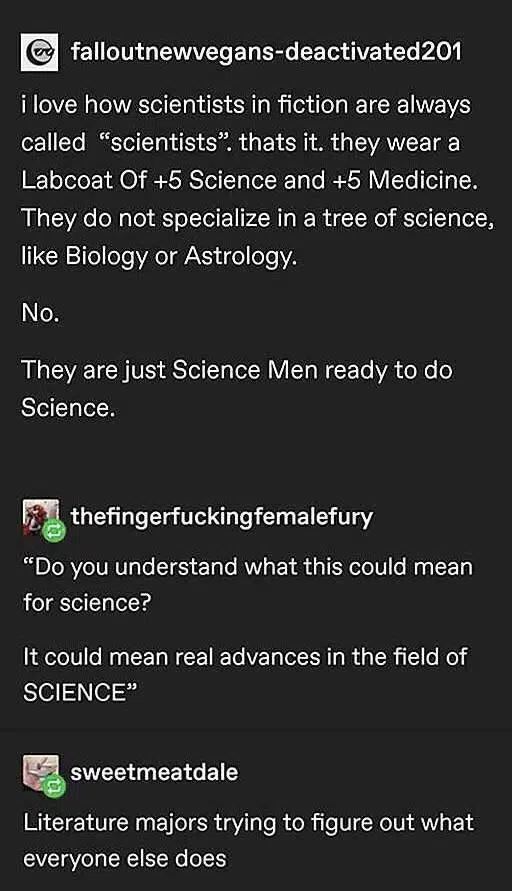 falloutnewvegans-deactivated201
i love how scientists in fiction are always
called “scientists”. thats it. they wear a
Labcoat Of +5 Science and +5 Medicine.
They do not specialize in a tree of science,
like Biology or Astrology.
No.
They are just Science Men ready to do
Science.
thefingerfuckingfemalefury
“Do you understand what this could mean
for science?
It could mean real advances in the field of
SCIENCE”
sweetmeatdale
Literature majors trying to figure out what
everyone else does